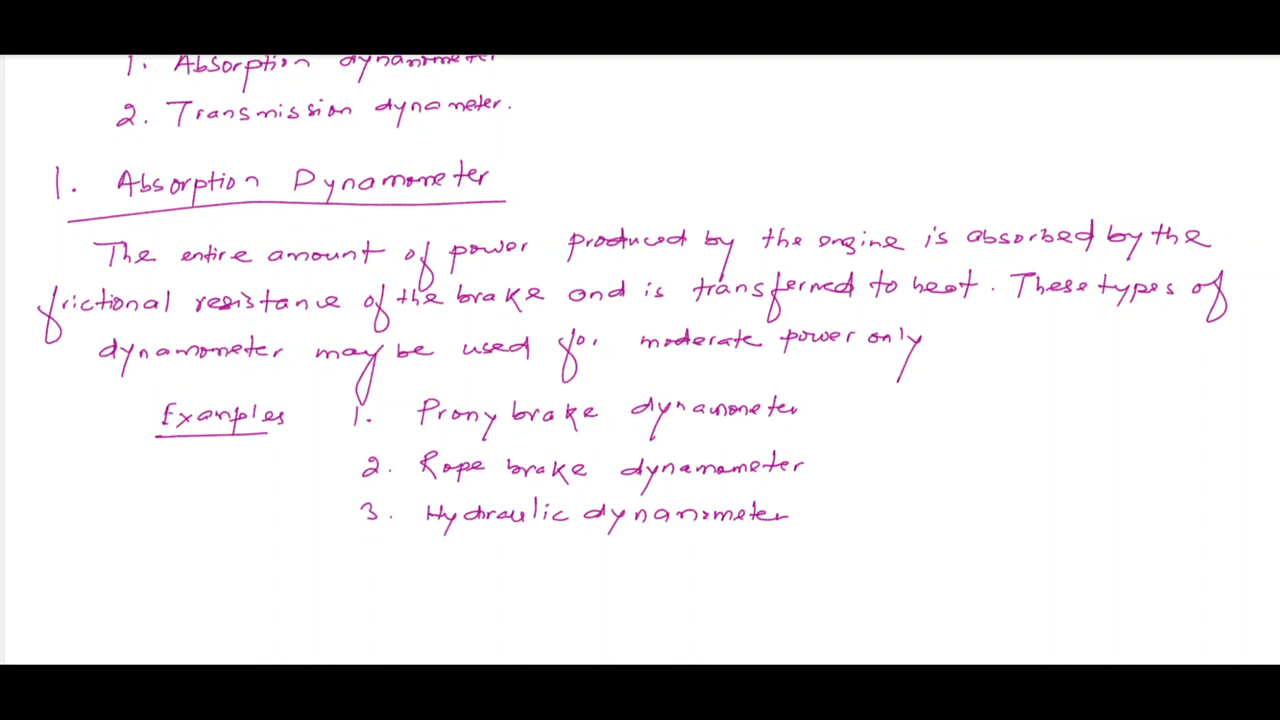 1. Absorption dynamometer
2. Transmission dynameter.
1. Absorption Dynamometer
The entire amount of power produced by the engine is absorbed by the
frictional resistance of the brake and is transferred to heat. These types of
dynamometer may be used for moderate power only
Examples 1. Prony brake dynamometer
2. Rope brake dynamometer
3. Hydraulic dynamometer